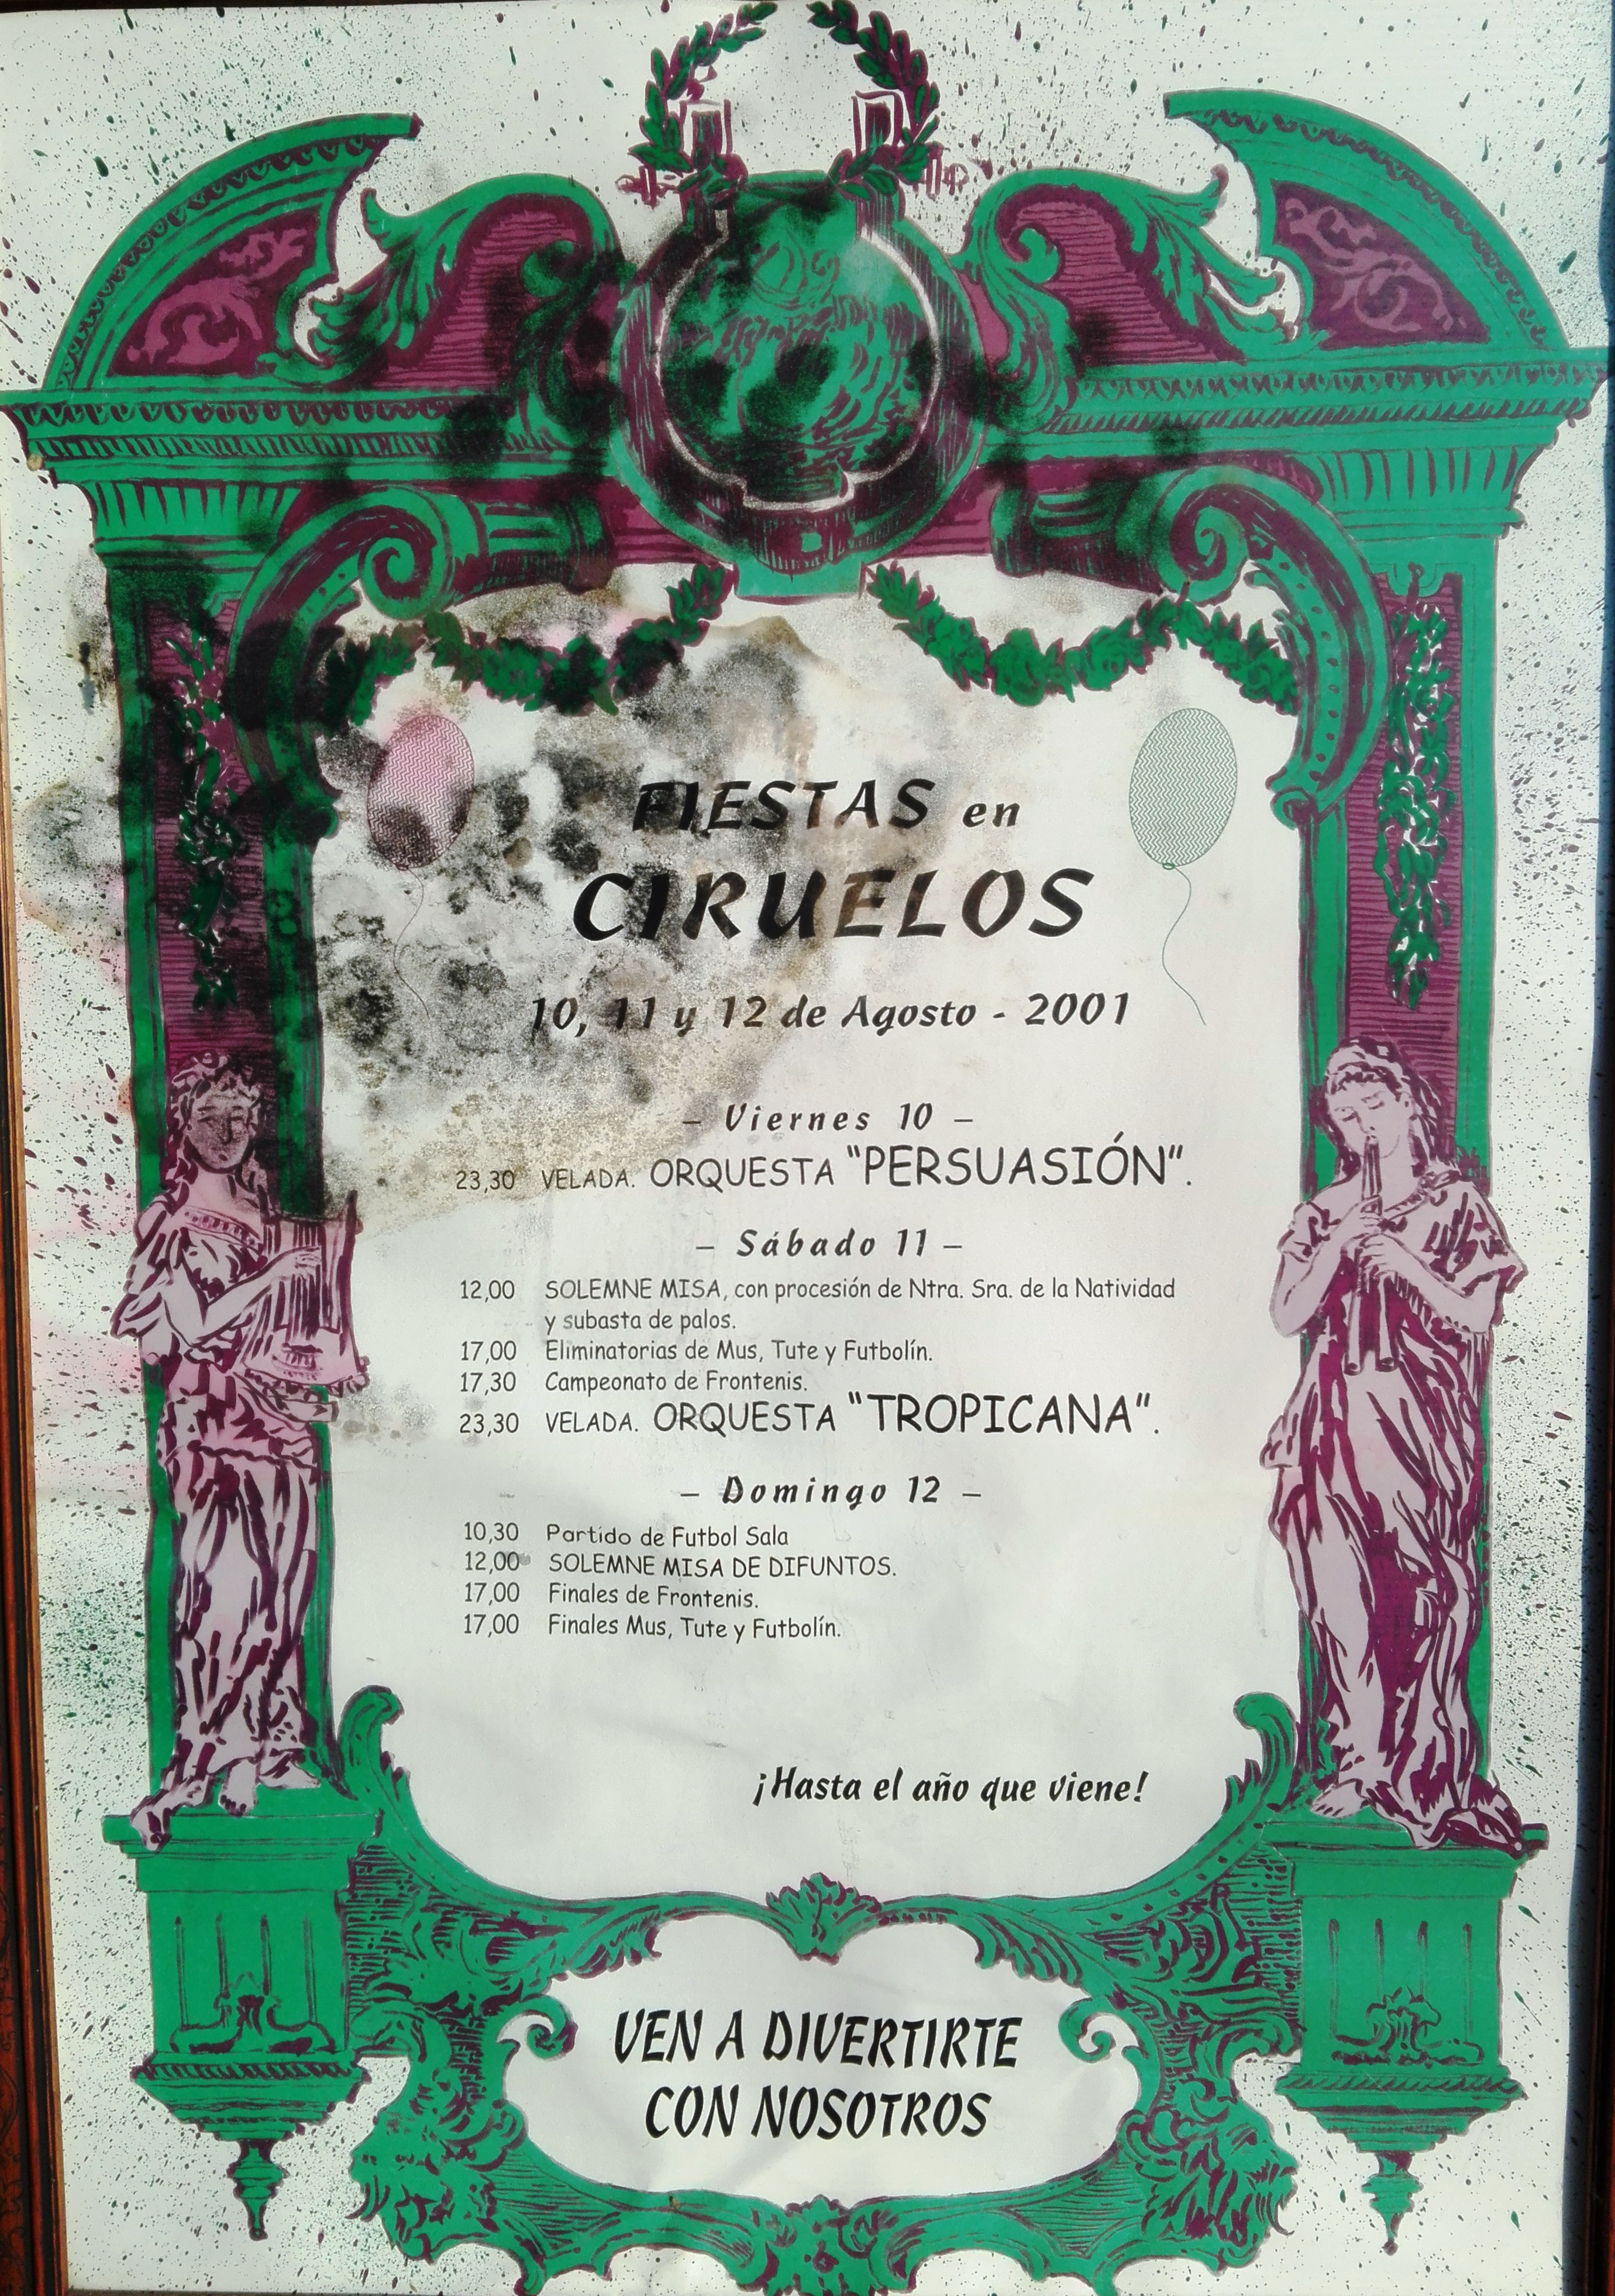 FIESTAS en
CIRUELOS
10, 11 y 12 de Agosto - 2001
– Viernes 10 –
23,30 VELADA. ORQUESTA "PERSUASIÓN".
– Sábado 11 –
12,00 SOLEMNE MISA, con procesión de Ntra. Sra. de la Natividad
y subasta de palos.
17,00 Eliminatorias de Mus, Tute y Futbolín.
17,30 Campeonato de Frontenis.
23,30 VELADA. ORQUESTA "TROPICANA".
– Domingo 12 –
10,30 Partido de Futbol Sala
12,00 SOLEMNE MISA DE DIFUNTOS.
17,00 Finales de Frontenis.
17,00 Finales Mus, Tute y Futbolín.
¡Hasta el año que viene!
VEN A DIVERTIRTE
CON NOSOTROS